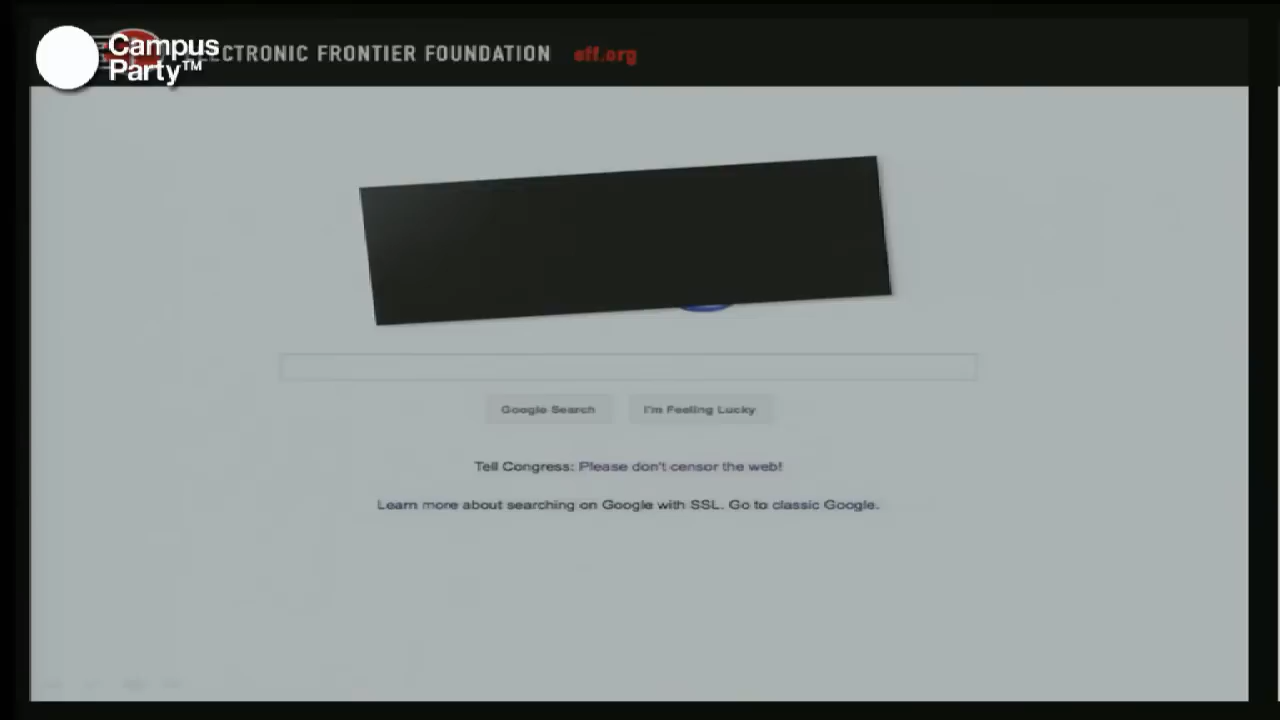 Campus
Party™
ELECTRONIC FRONTIER FOUNDATION eff.org
Google Search I'm Feeling Lucky
Tell Congress: Please don't censor the web!
Learn more about searching on Google with SSL. Go to classic Google.